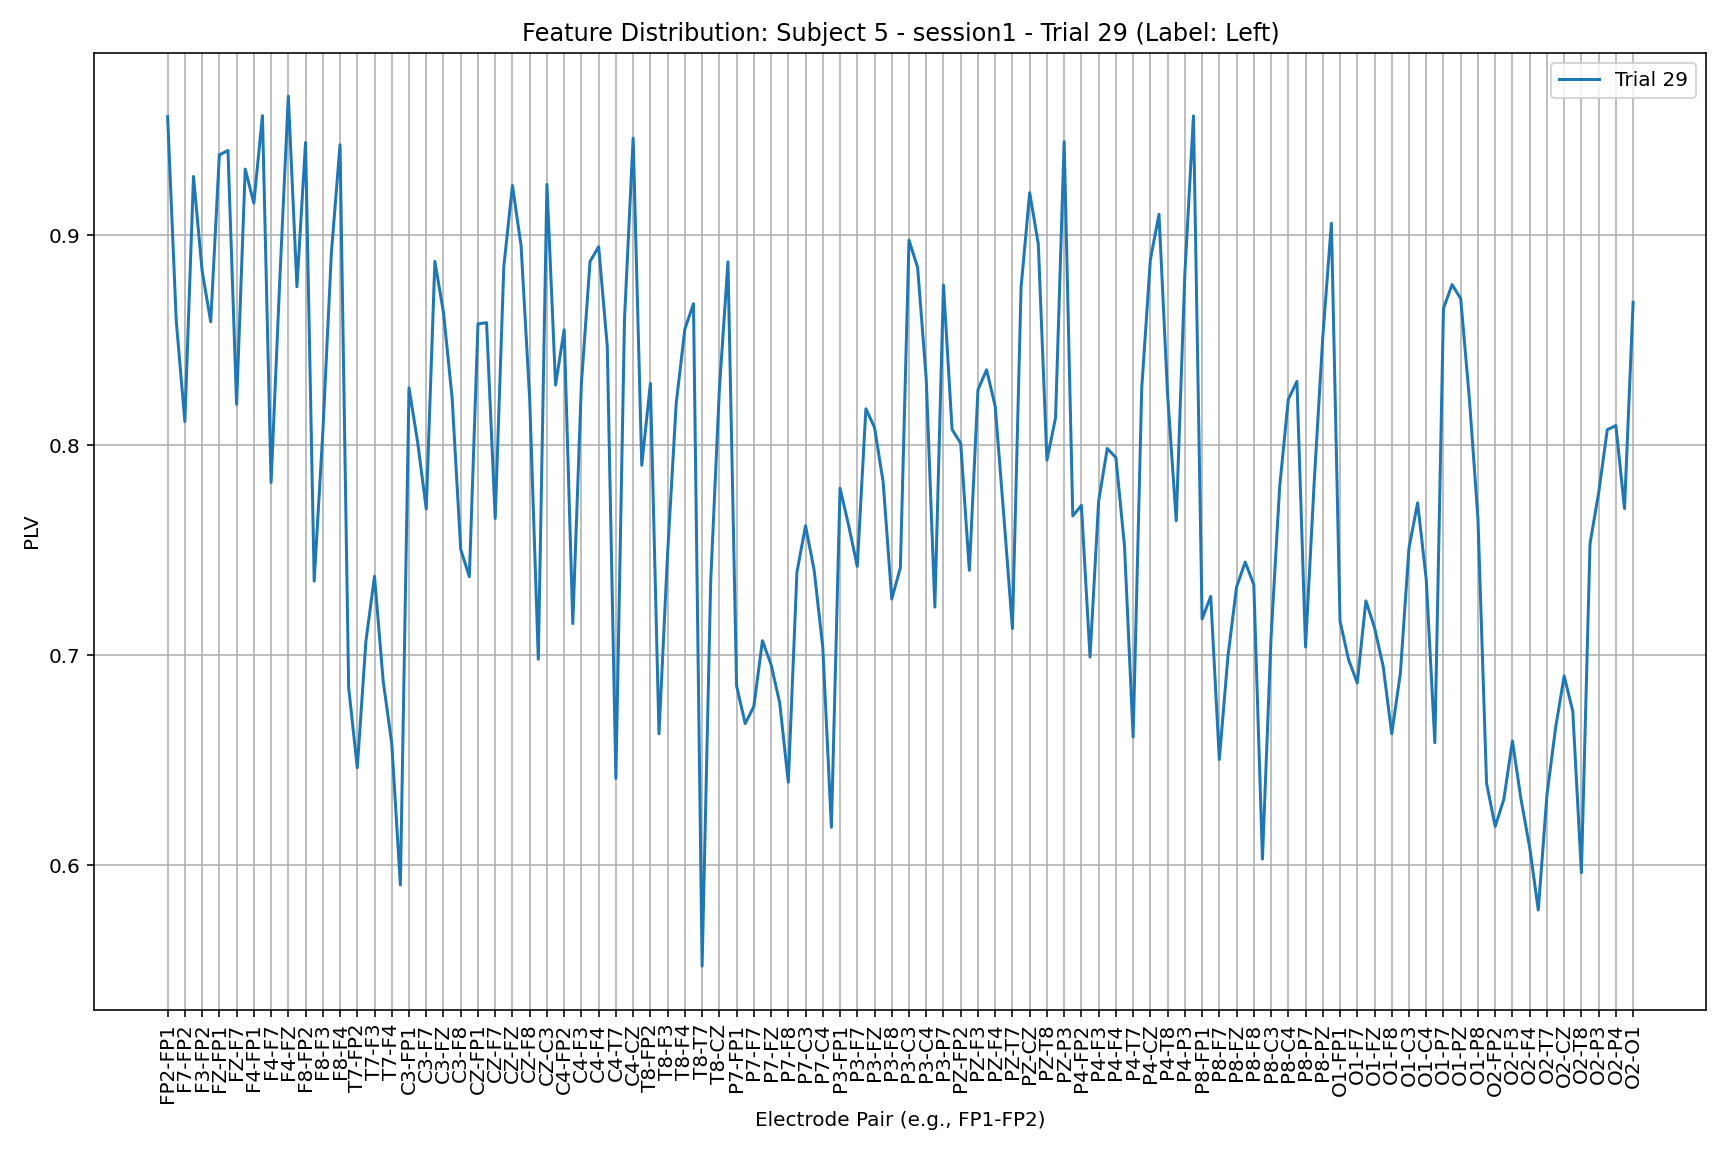 Feature Distribution: Subject 5 - session1 - Trial 29 (Label: Left)
Trial 29
PLV
0.9
0.8
0.7
0.6
FP2-FP1
F7-FP2
F3-FP2
FZ-FP1
FZ-F7
F4-FP1
F4-F7
F4-FZ
F8-FP2
F8-F3
F8-F4
T7-FP2
T7-F3
T7-F4
C3-FP1
C3-F7
C3-FZ
C3-F8
CZ-FP1
CZ-F7
CZ-FZ
CZ-F8
CZ-C3
C4-FP2
C4-F3
C4-F4
C4-T7
C4-CZ
T8-FP2
T8-F3
T8-F4
T8-T7
T8-CZ
P7-FP1
P7-F7
P7-FZ
P7-F8
P7-C3
P7-C4
P3-FP1
P3-F7
P3-FZ
P3-F8
P3-C3
P3-C4
P3-P7
PZ-FP2
PZ-F3
PZ-F4
PZ-T7
PZ-CZ
PZ-T8
PZ-P3
P4-FP2
P4-F3
P4-F4
P4-T7
P4-CZ
P4-T8
P4-P3
P8-FP1
P8-F7
P8-FZ
P8-F8
P8-C3
P8-C4
P8-P7
P8-PZ
O1-FP1
O1-F7
O1-FZ
O1-F8
O1-C3
O1-C4
O1-P7
O1-PZ
O1-P8
O2-FP2
O2-F3
O2-F4
O2-T7
O2-CZ
O2-T8
O2-P3
O2-P4
O2-O1
Electrode Pair (e.g., FP1-FP2)